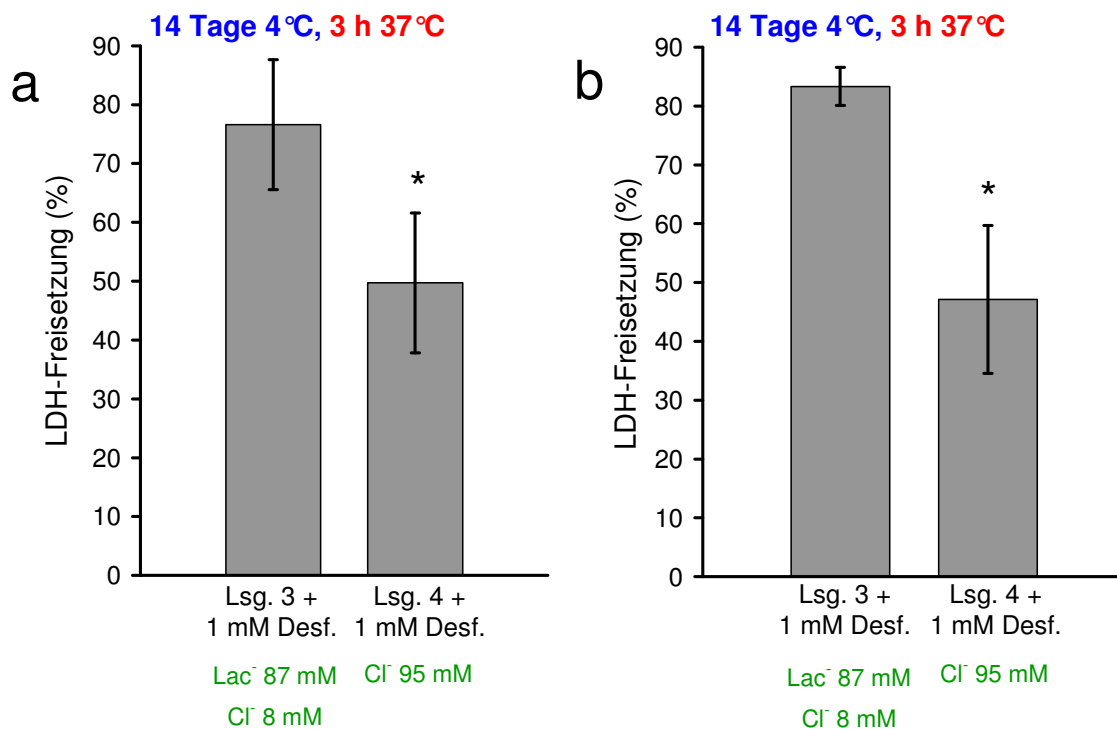 a
14 Tage 4°C, 3 h 37°C
LDH-Freisetzung (%)
90
80
70
60
50
40
30
20
10
0
*
Lsg. 3 +
1 mM Desf.
Lac⁻ 87 mM
Cl⁻ 8 mM
Lsg. 4 +
1 mM Desf.
Cl⁻ 95 mM
b
14 Tage 4°C, 3 h 37°C
LDH-Freisetzung (%)
90
80
70
60
50
40
30
20
10
0
*
Lsg. 3 +
1 mM Desf.
Lac⁻ 87 mM
Cl⁻ 8 mM
Lsg. 4 +
1 mM Desf.
Cl⁻ 95 mM